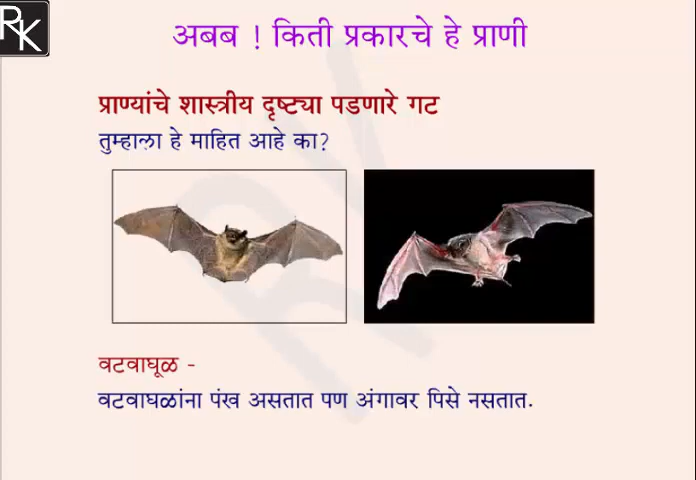 RK
अबब ! किती प्रकारचे हे प्राणी
प्राण्यांचे शास्त्रीय दृष्ट्या पडणारे गट
तुम्हाला हे माहित आहे का?
वटवाघूळ -
वटवाघळांना पंख असतात पण अंगावर पिसे नसतात.